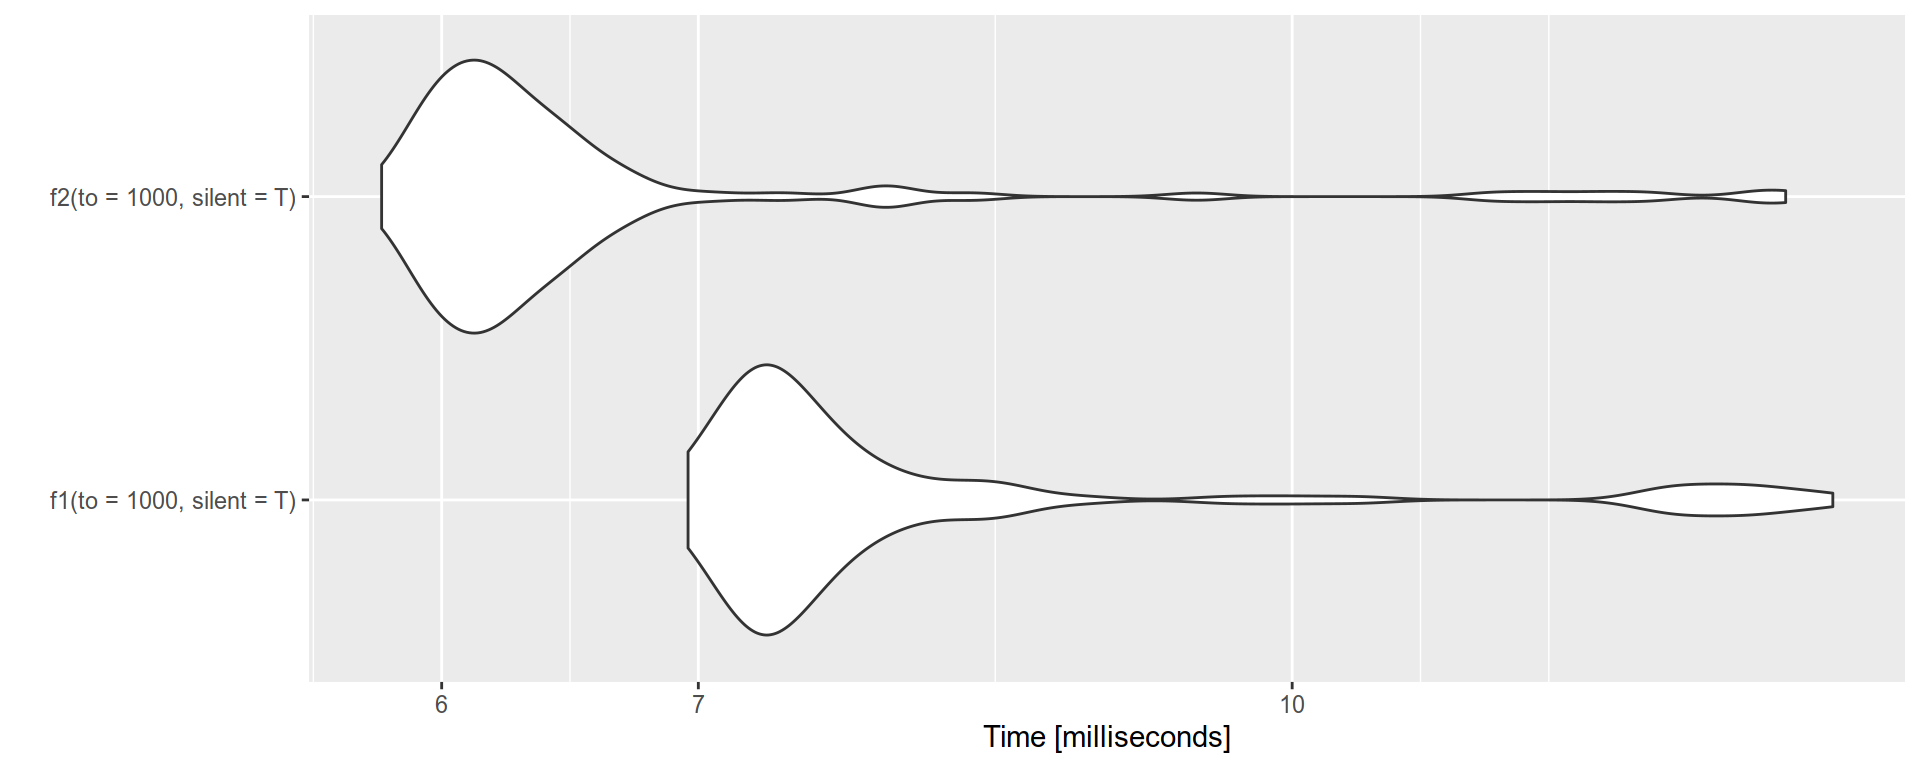 f2(to = 1000, silent = T)
f1(to = 1000, silent = T)
6 7 10
Time [milliseconds]